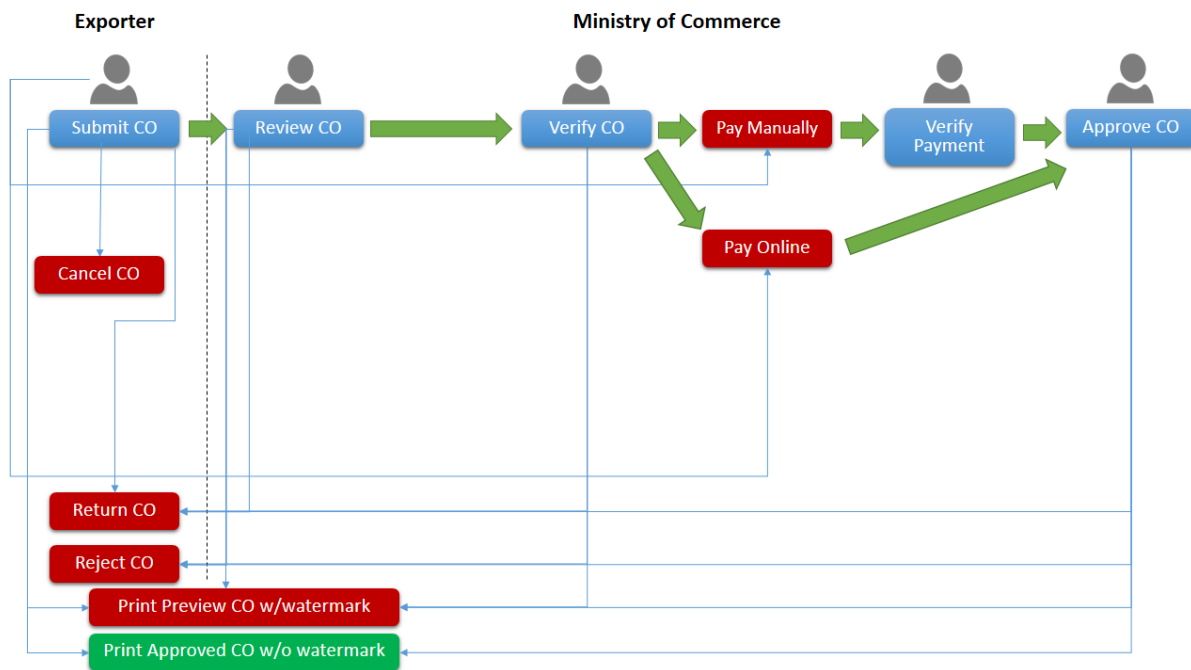 Exporter
Ministry of Commerce
Submit CO
Review CO
Verify CO
Pay Manually
Verify
Payment
Approve CO
Pay Online
Cancel CO
Return CO
Reject CO
Print Preview CO w/watermark
Print Approved CO w/o watermark